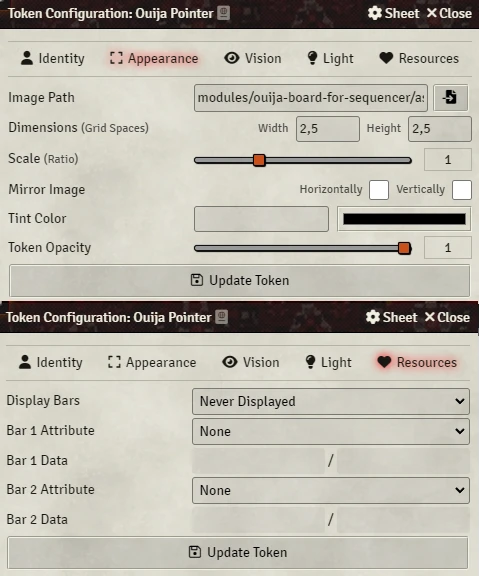 Token Configuration: Ouija Pointer Sheet Close
Identity Appearance Vision Light Resources
Image Path modules/ouija-board-for-sequencer/as
Dimensions (Grid Spaces) Width 2,5 Height 2,5
Scale (Ratio) 1
Mirror Image Horizontally Vertically
Tint Color
Token Opacity 1
Update Token
Token Configuration: Ouija Pointer Sheet Close
Identity Appearance Vision Light Resources
Display Bars Never Displayed
Bar 1 Attribute None
Bar 1 Data /
Bar 2 Attribute None
Bar 2 Data /
Update Token